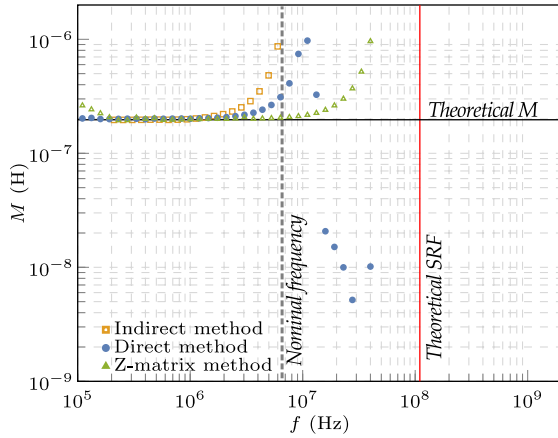 10^−6
10^−7
10^−8
10^−9
M (H)
Theoretical M
Nominal frequency
Theoretical SRF
Indirect method
Direct method
Z-matrix method
10^5
10^6
10^7
10^8
10^9
f (Hz)